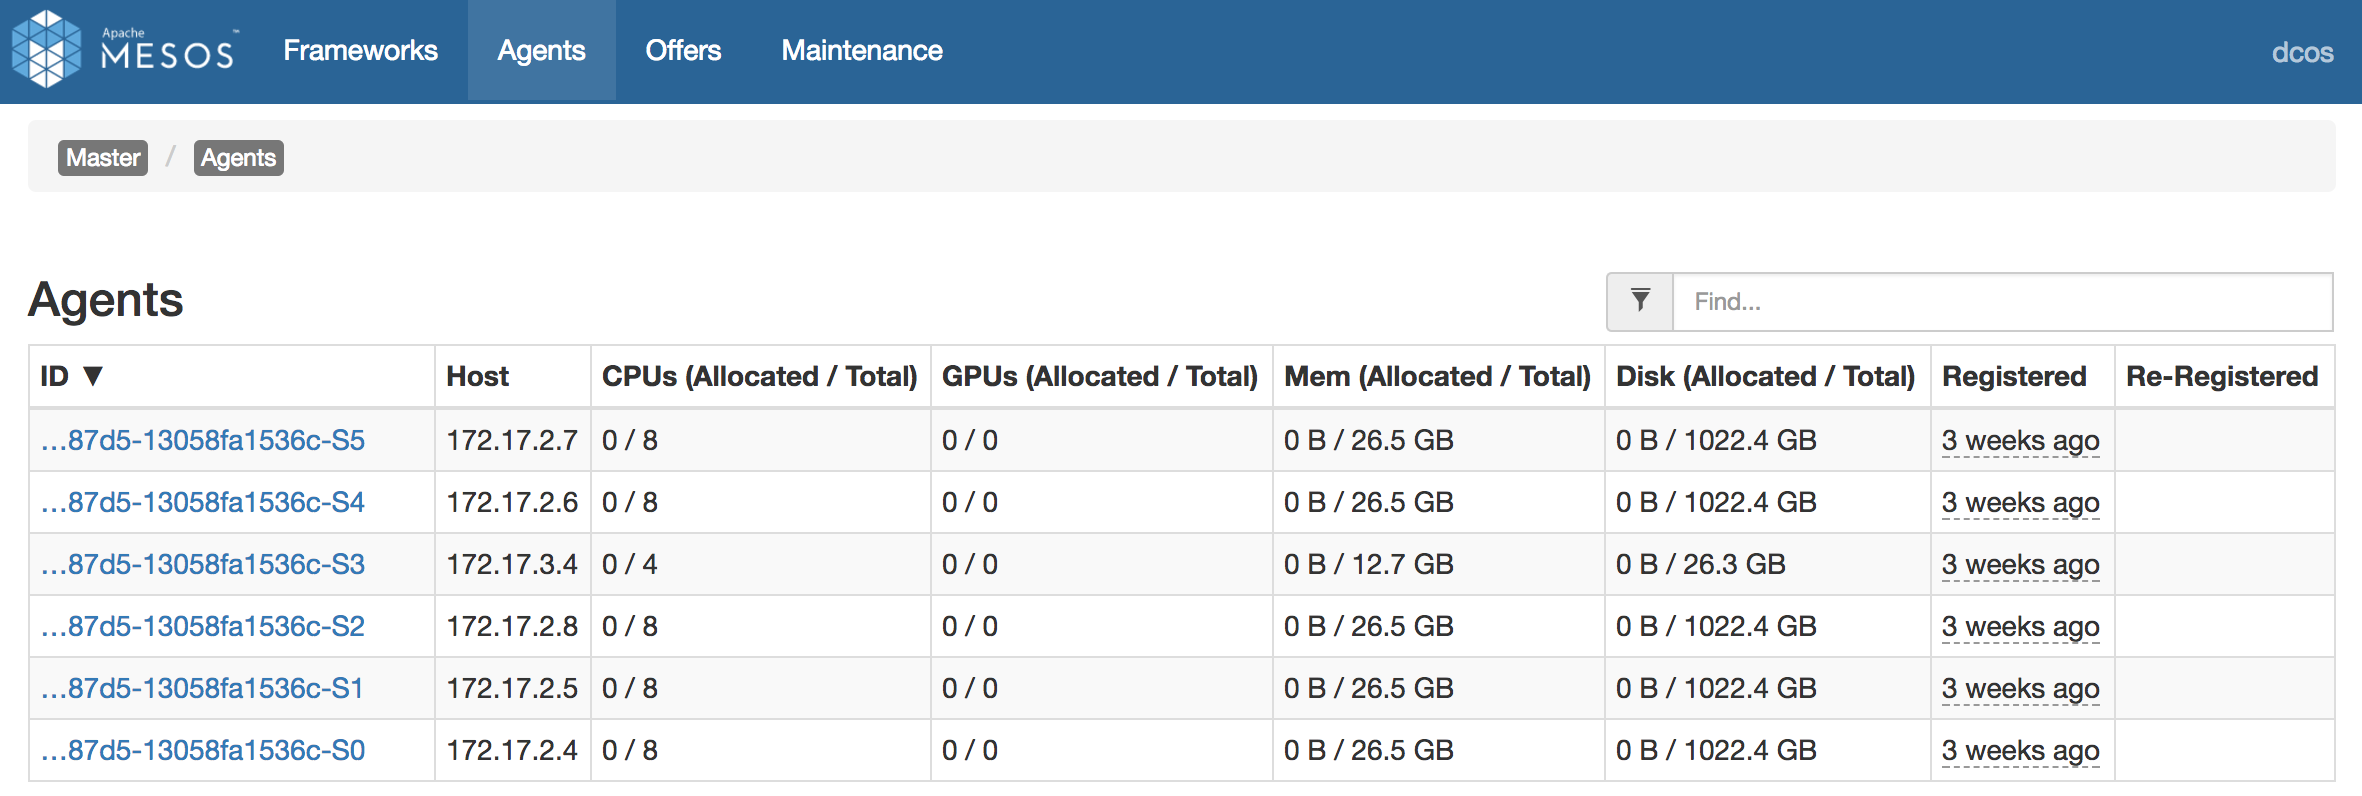 Apache
MESOS™ Frameworks Agents Offers Maintenance dcos
Master / Agents
Agents Find...
ID ▼ Host CPUs (Allocated / Total) GPUs (Allocated / Total) Mem (Allocated / Total) Disk (Allocated / Total) Registered Re-Registered
…87d5-13058fa1536c-S5 172.17.2.7 0 / 8 0 / 0 0 B / 26.5 GB 0 B / 1022.4 GB 3 weeks ago
…87d5-13058fa1536c-S4 172.17.2.6 0 / 8 0 / 0 0 B / 26.5 GB 0 B / 1022.4 GB 3 weeks ago
…87d5-13058fa1536c-S3 172.17.3.4 0 / 4 0 / 0 0 B / 12.7 GB 0 B / 26.3 GB 3 weeks ago
…87d5-13058fa1536c-S2 172.17.2.8 0 / 8 0 / 0 0 B / 26.5 GB 0 B / 1022.4 GB 3 weeks ago
…87d5-13058fa1536c-S1 172.17.2.5 0 / 8 0 / 0 0 B / 26.5 GB 0 B / 1022.4 GB 3 weeks ago
…87d5-13058fa1536c-S0 172.17.2.4 0 / 8 0 / 0 0 B / 26.5 GB 0 B / 1022.4 GB 3 weeks ago